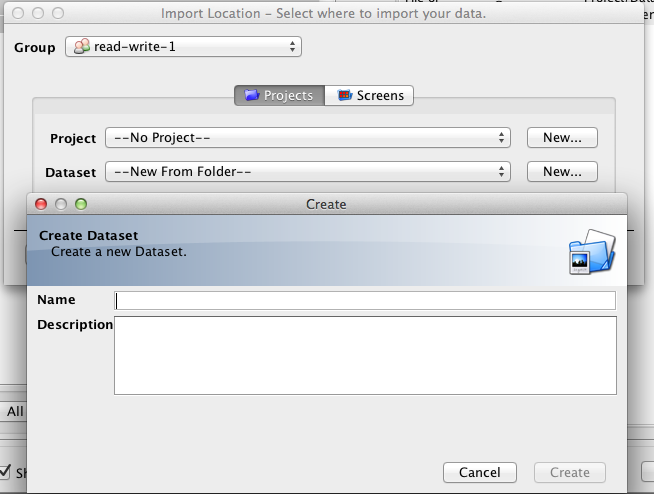 Import Location – Select where to import your data.
Group read-write-1
Projects Screens
Project --No Project-- New...
Dataset --New From Folder-- New...
Create
Create Dataset
Create a new Dataset.
Name
Description
All
Cancel Create